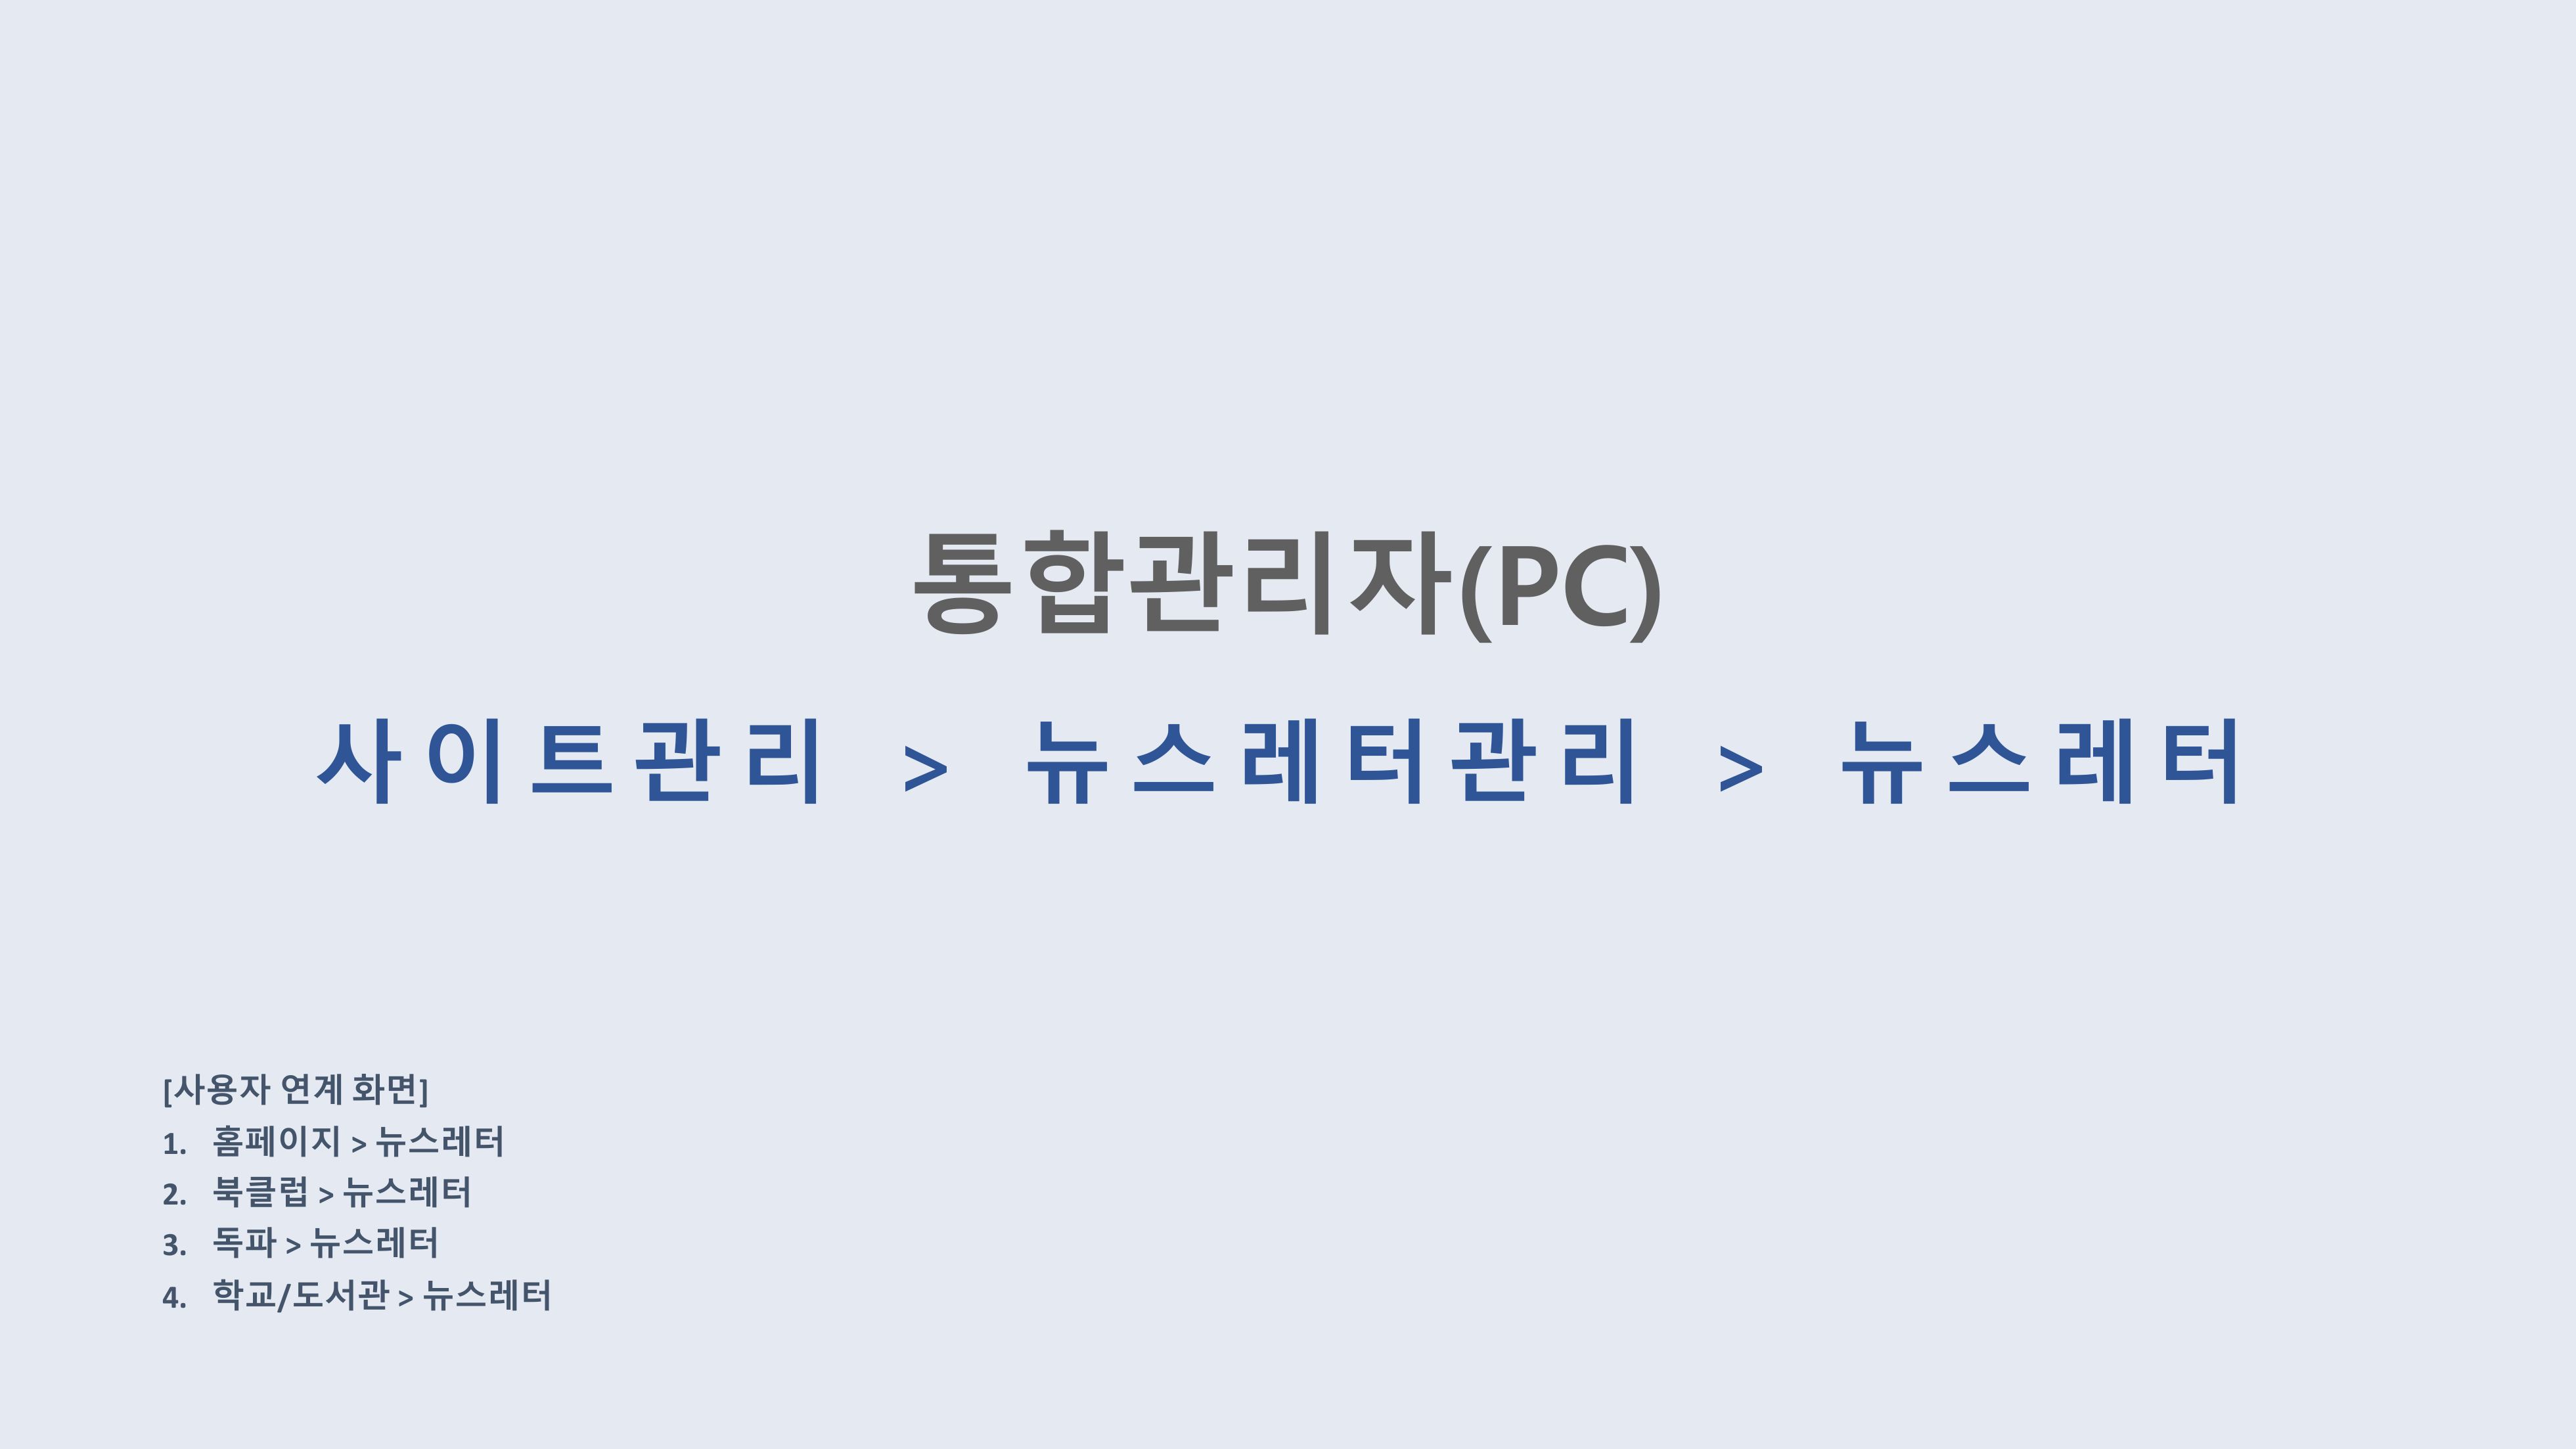 통합관리자(PC)
사이트관리 > 뉴스레터관리 > 뉴스레터
[사용자 연계 화면]
1. 홈페이지 > 뉴스레터
2. 북클럽 > 뉴스레터
3. 독파 > 뉴스레터
4. 학교/도서관 > 뉴스레터